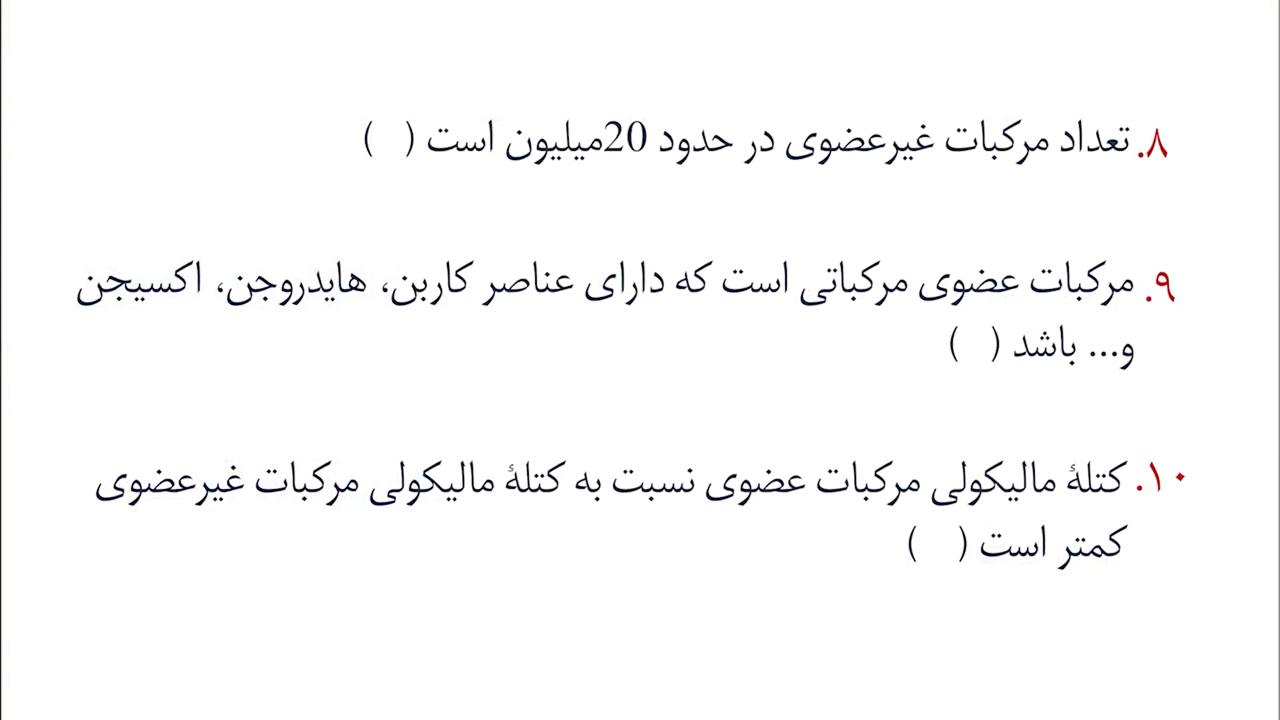 ۸. تعداد مرکبات غیرعضوی در حدود 20میلیون است (  )
۹. مرکبات عضوی مرکباتی است که دارای عناصر کاربن، هایدروجن، اکسیجن
و... باشد (  )
۱۰. کتلهٔ مالیکولی مرکبات عضوی نسبت به کتلهٔ مالیکولی مرکبات غیرعضوی
کمتر است (  )